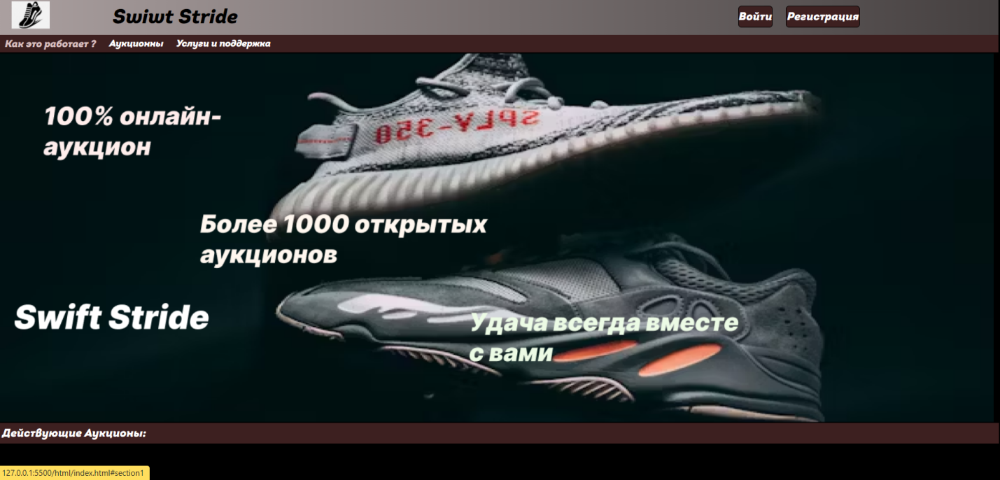 Swiwt Stride
Войти Регистрация
Как это работает ? Аукционны Услуги и поддержка
100% онлайн-
аукцион
SPLY-350
Более 1000 открытых
аукционов
Swift Stride
Удача всегда вместе
с вами
Действующие Аукционы:
127.0.0.1:5500/html/index.html#section1